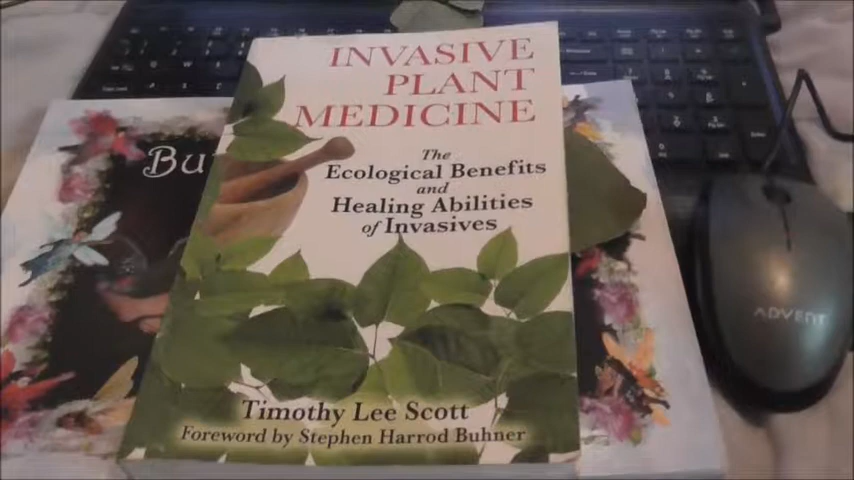 INVASIVE
PLANT
MEDICINE
The
Ecological Benefits
and
Healing Abilities
of Invasives
Timothy Lee Scott
Foreword by Stephen Harrod Buhner
ADVENT